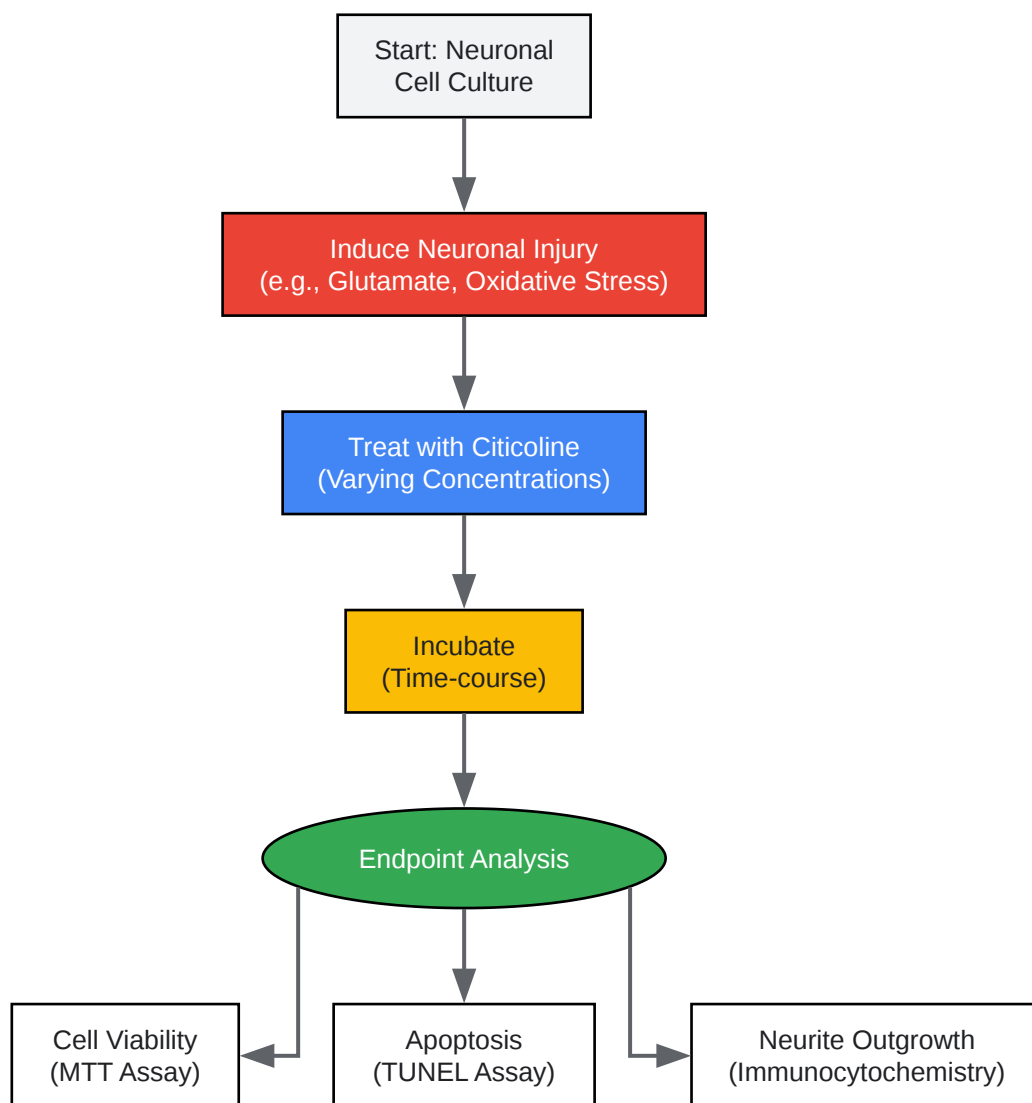 Start: Neuronal
Cell Culture
Induce Neuronal Injury
(e.g., Glutamate, Oxidative Stress)
Treat with Citicoline
(Varying Concentrations)
Incubate
(Time-course)
Endpoint Analysis
Cell Viability
(MTT Assay)
Apoptosis
(TUNEL Assay)
Neurite Outgrowth
(Immunocytochemistry)